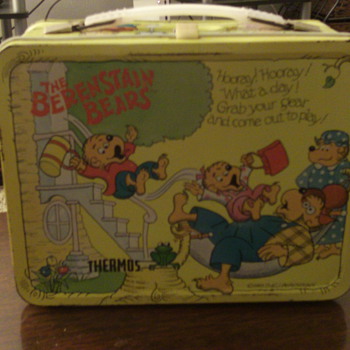 THE
BERENSTAIN
BEARS
Hooray! Hooray!
What a day!
Grab your gear
and come out to play!
THERMOS